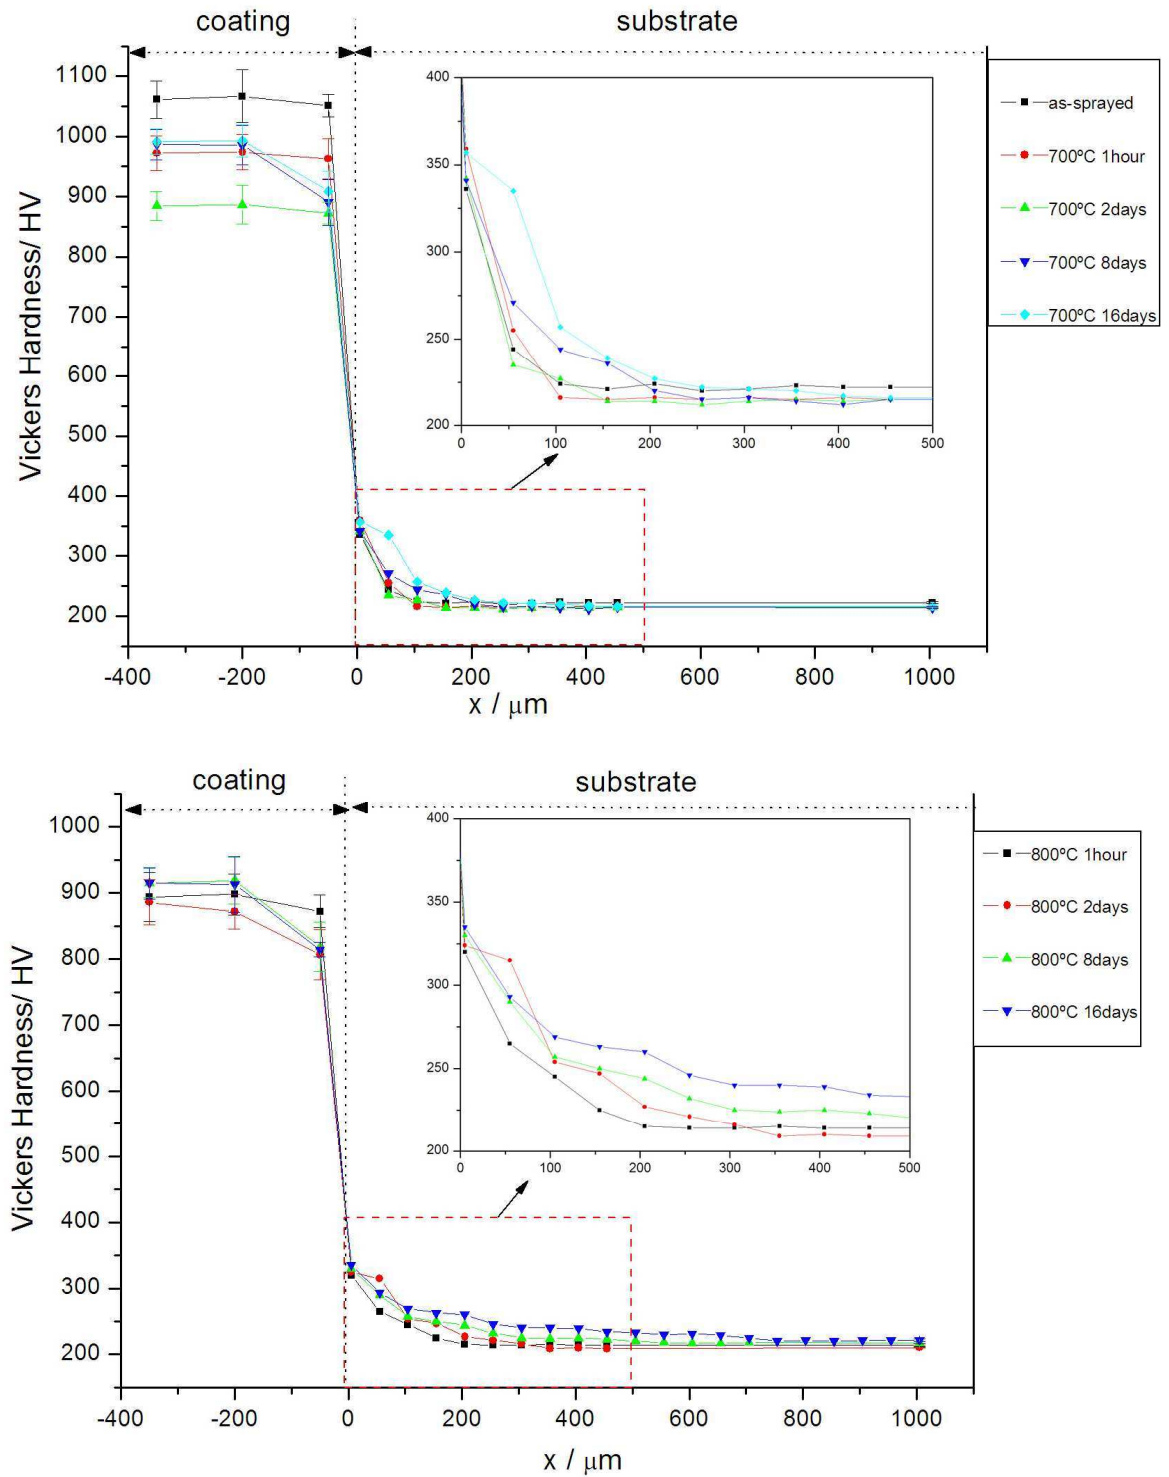 coating substrate
1100
1000
900
800
700
600
500
400
300
200
Vickers Hardness/ HV
-400 -200 0 200 400 600 800 1000
x / μm
400
350
300
250
200
0 100 200 300 400 500
as-sprayed
700ºC 1hour
700ºC 2days
700ºC 8days
700ºC 16days
coating substrate
1000
900
800
700
600
500
400
300
200
Vickers Hardness/ HV
-400 -200 0 200 400 600 800 1000
x / μm
400
350
300
250
200
0 100 200 300 400 500
800ºC 1hour
800ºC 2days
800ºC 8days
800ºC 16days